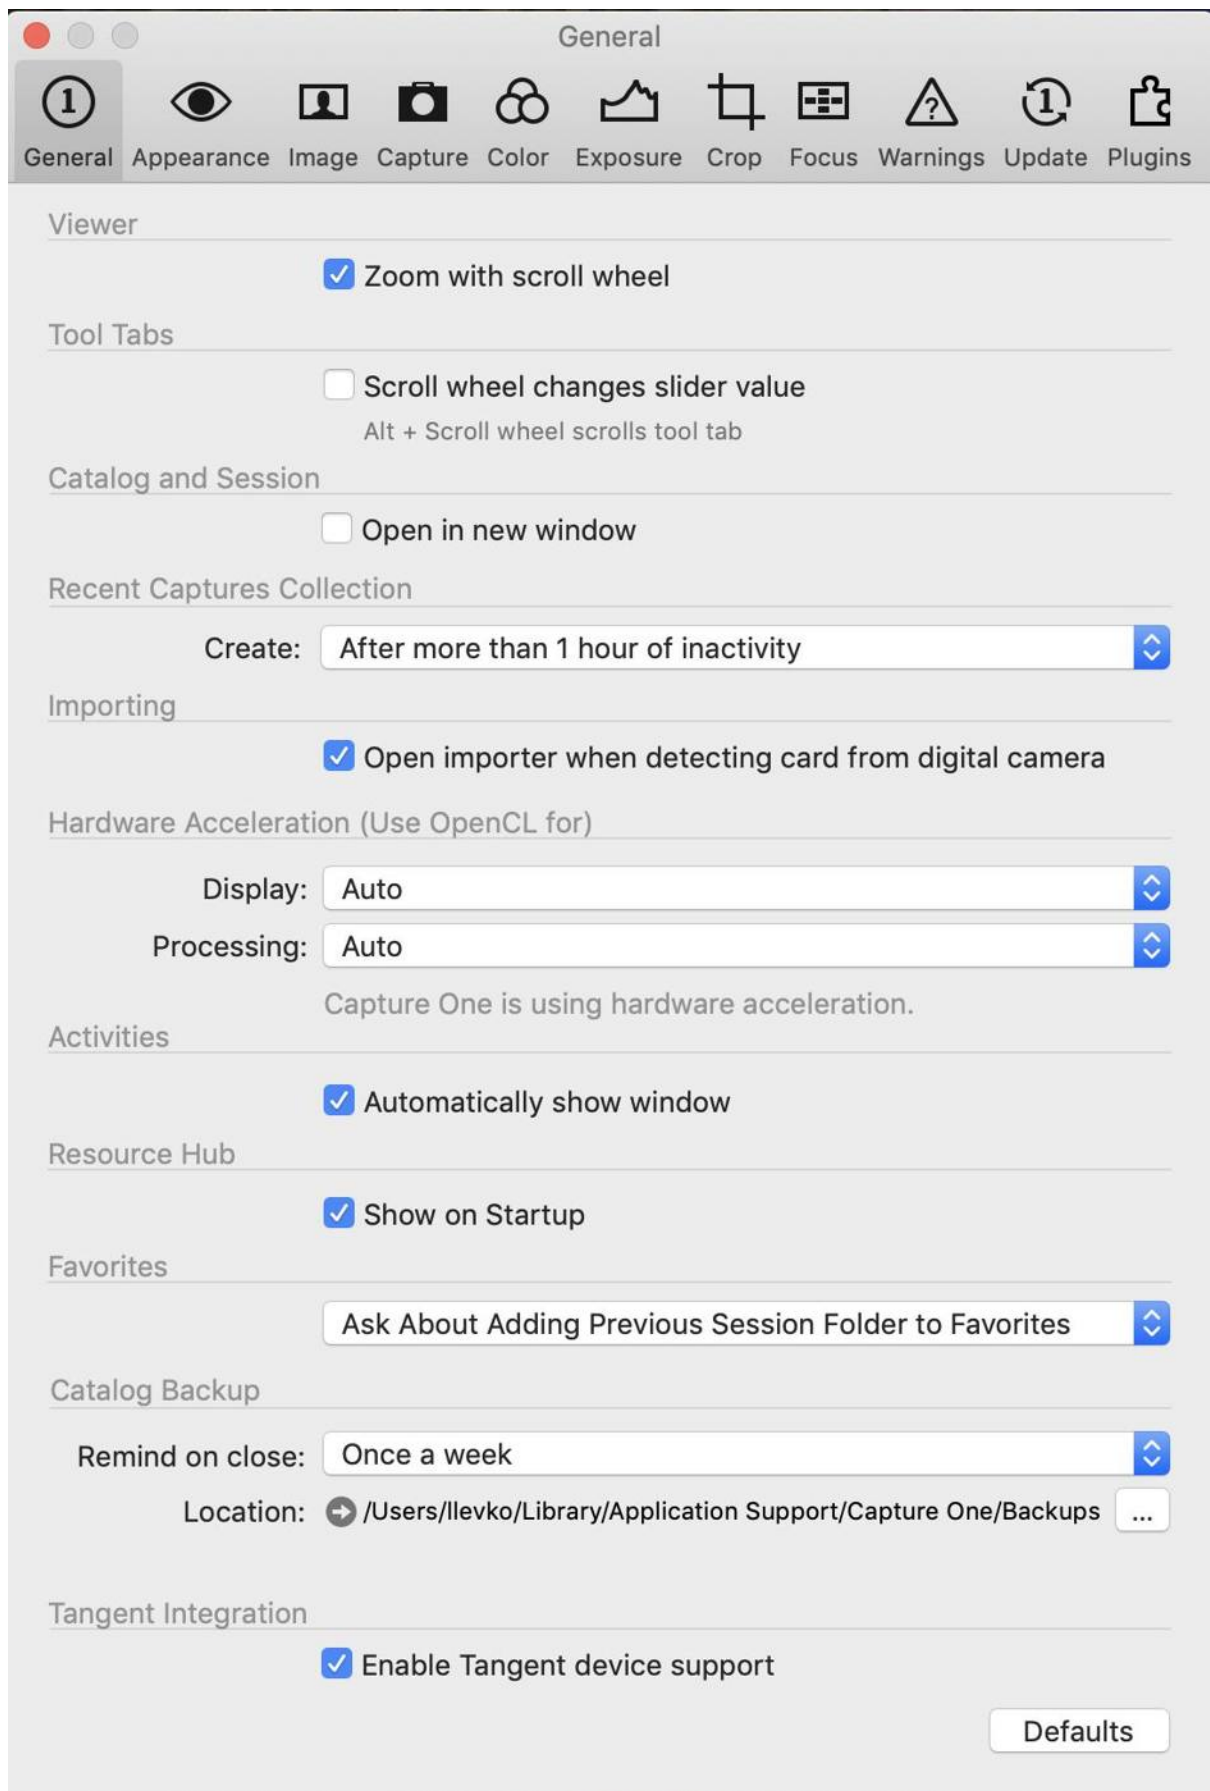 General
General Appearance Image Capture Color Exposure Crop Focus Warnings Update Plugins
Viewer
Zoom with scroll wheel
Tool Tabs
Scroll wheel changes slider value
Alt + Scroll wheel scrolls tool tab
Catalog and Session
Open in new window
Recent Captures Collection
Create: After more than 1 hour of inactivity
Importing
Open importer when detecting card from digital camera
Hardware Acceleration (Use OpenCL for)
Display: Auto
Processing: Auto
Capture One is using hardware acceleration.
Activities
Automatically show window
Resource Hub
Show on Startup
Favorites
Ask About Adding Previous Session Folder to Favorites
Catalog Backup
Remind on close: Once a week
Location: /Users/llevko/Library/Application Support/Capture One/Backups ...
Tangent Integration
Enable Tangent device support
Defaults